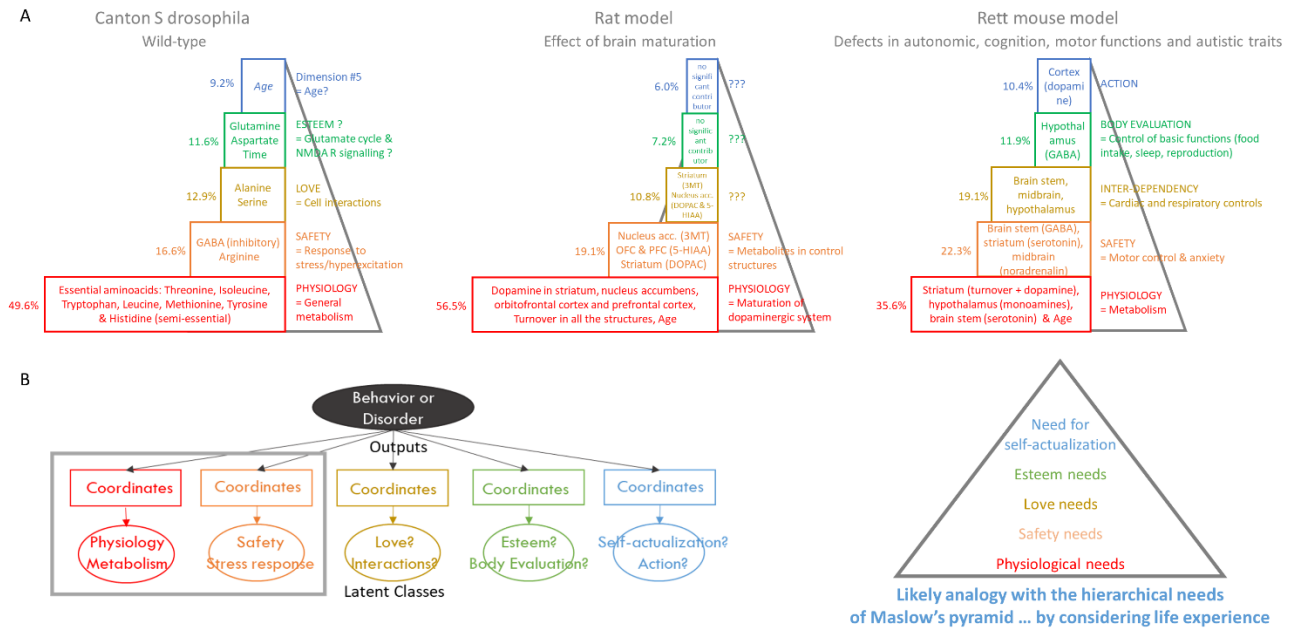 A
Canton S drosophila
Wild-type
9.2%
Age
Dimension #5
= Age?
11.6%
Glutamine
Aspartate
Time
ESTEEM ?
= Glutamate cycle &
NMDA R signalling ?
12.9%
Alanine
Serine
LOVE
= Cell interactions
16.6%
GABA (inhibitory)
Arginine
SAFETY
= Response to
stress/hyperexcitation
49.6%
Essential aminoacids: Threonine, Isoleucine,
Tryptophan, Leucine, Methionine, Tyrosine
& Histidine (semi-essential)
PHYSIOLOGY
= General
metabolism
Rat model
Effect of brain maturation
6.0%
no
signifi
cant
contri
butor
???
7.2%
no
signific
ant
contrib
utor
???
10.8%
Striatum
(3MT)
Nucleus acc.
(DOPAC & 5-
HIAA)
???
19.1%
Nucleus acc. (3MT)
OFC & PFC (5-HIAA)
Striatum (DOPAC)
SAFETY
= Metabolites in control
structures
56.5%
Dopamine in striatum, nucleus accumbens,
orbitofrontal cortex and prefrontal cortex,
Turnover in all the structures, Age
PHYSIOLOGY
= Maturation of
dopaminergic system
Rett mouse model
Defects in autonomic, cognition, motor functions and autistic traits
10.4%
Cortex
(dopami
ne)
ACTION
11.9%
Hypothal
amus
(GABA)
BODY EVALUATION
= Control of basic functions (food
intake, sleep, reproduction)
19.1%
Brain stem,
midbrain,
hypothalamus
INTER-DEPENDENCY
= Cardiac and respiratory controls
22.3%
Brain stem (GABA),
striatum (serotonin),
midbrain
(noradrenalin)
SAFETY
= Motor control & anxiety
35.6%
Striatum (turnover + dopamine),
hypothalamus (monoamines),
brain stem (serotonin) & Age
PHYSIOLOGY
= Metabolism
B
Behavior or
Disorder
Outputs
Coordinates
Coordinates
Coordinates
Coordinates
Coordinates
Physiology
Metabolism
Safety
Stress response
Love?
Interactions?
Esteem?
Body Evaluation?
Self-actualization?
Action?
Latent Classes
Need for
self-actualization
Esteem needs
Love needs
Safety needs
Physiological needs
Likely analogy with the hierarchical needs
of Maslow's pyramid ... by considering life experience